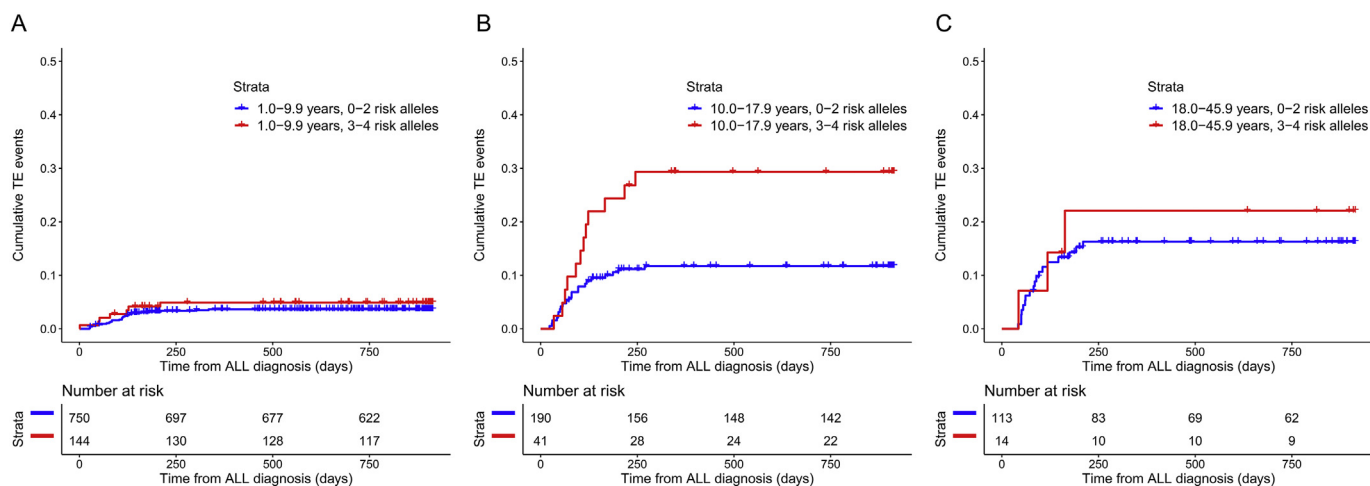 A
Cumulative TE events
0.5
0.4
0.3
0.2
0.1
0.0
Strata
1.0−9.9 years, 0−2 risk alleles
1.0−9.9 years, 3−4 risk alleles
0 250 500 750
Time from ALL diagnosis (days)
Number at risk
Strata
750 697 677 622
144 130 128 117
0 250 500 750
Time from ALL diagnosis (days)
B
Cumulative TE events
0.5
0.4
0.3
0.2
0.1
0.0
Strata
10.0−17.9 years, 0−2 risk alleles
10.0−17.9 years, 3−4 risk alleles
0 250 500 750
Time from ALL diagnosis (days)
Number at risk
Strata
190 156 148 142
41 28 24 22
0 250 500 750
Time from ALL diagnosis (days)
C
Cumulative TE events
0.5
0.4
0.3
0.2
0.1
0.0
Strata
18.0−45.9 years, 0−2 risk alleles
18.0−45.9 years, 3−4 risk alleles
0 250 500 750
Time from ALL diagnosis (days)
Number at risk
Strata
113 83 69 62
14 10 10 9
0 250 500 750
Time from ALL diagnosis (days)